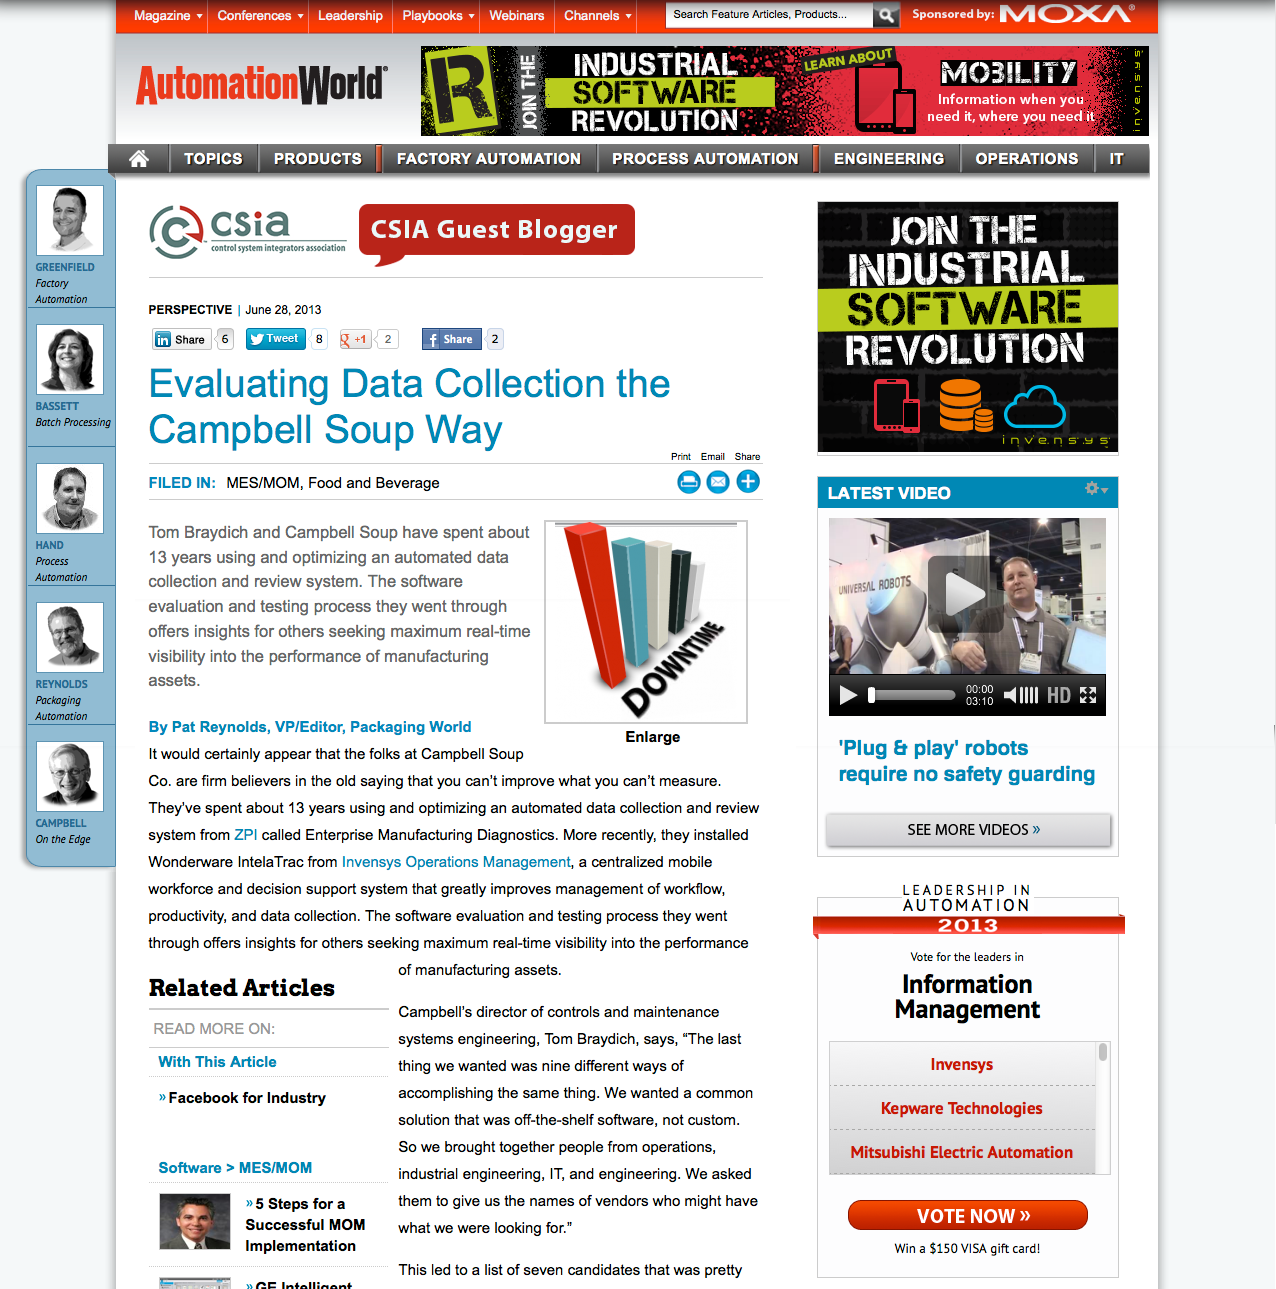 Magazine
Conferences
Leadership
Playbooks
Webinars
Channels
Search Feature Articles, Products...
Sponsored by: MOXA®
AutomationWorld®
R
JOIN THE
INDUSTRIAL
SOFTWARE
REVOLUTION
LEARN ABOUT
MOBILITY
Information when you
need it, where you need it
invensys
TOPICS
PRODUCTS
FACTORY AUTOMATION
PROCESS AUTOMATION
ENGINEERING
OPERATIONS
IT
GREENFIELD
Factory
Automation
BASSETT
Batch Processing
HAND
Process
Automation
REYNOLDS
Packaging
Automation
CAMPBELL
On the Edge
csia
control system integrators association
CSIA Guest Blogger
PERSPECTIVE | June 28, 2013
in Share 6
Tweet 8
g +1 2
f Share 2
Evaluating Data Collection the
Campbell Soup Way
Print Email Share
FILED IN: MES/MOM, Food and Beverage
Tom Braydich and Campbell Soup have spent about
13 years using and optimizing an automated data
collection and review system. The software
evaluation and testing process they went through
offers insights for others seeking maximum real-time
visibility into the performance of manufacturing
assets.
DOWNTIME
Enlarge
By Pat Reynolds, VP/Editor, Packaging World
It would certainly appear that the folks at Campbell Soup
Co. are firm believers in the old saying that you can’t improve what you can’t measure.
They’ve spent about 13 years using and optimizing an automated data collection and review
system from ZPI called Enterprise Manufacturing Diagnostics. More recently, they installed
Wonderware IntelaTrac from Invensys Operations Management, a centralized mobile
workforce and decision support system that greatly improves management of workflow,
productivity, and data collection. The software evaluation and testing process they went
through offers insights for others seeking maximum real-time visibility into the performance
of manufacturing assets.
Campbell’s director of controls and maintenance
systems engineering, Tom Braydich, says, “The last
thing we wanted was nine different ways of
accomplishing the same thing. We wanted a common
solution that was off-the-shelf software, not custom.
So we brought together people from operations,
industrial engineering, IT, and engineering. We asked
them to give us the names of vendors who might have
what we were looking for.”
This led to a list of seven candidates that was pretty
Related Articles
READ MORE ON:
With This Article
» Facebook for Industry
Software > MES/MOM
» 5 Steps for a
Successful MOM
Implementation
» GE Intelligent
JOIN THE
INDUSTRIAL
SOFTWARE
REVOLUTION
invensys
LATEST VIDEO
UNIVERSAL ROBOTS
00:00
03:10
HD
'Plug & play' robots
require no safety guarding
SEE MORE VIDEOS »
LEADERSHIP IN
AUTOMATION
2013
Vote for the leaders in
Information
Management
Invensys
Kepware Technologies
Mitsubishi Electric Automation
VOTE NOW »
Win a $150 VISA gift card!